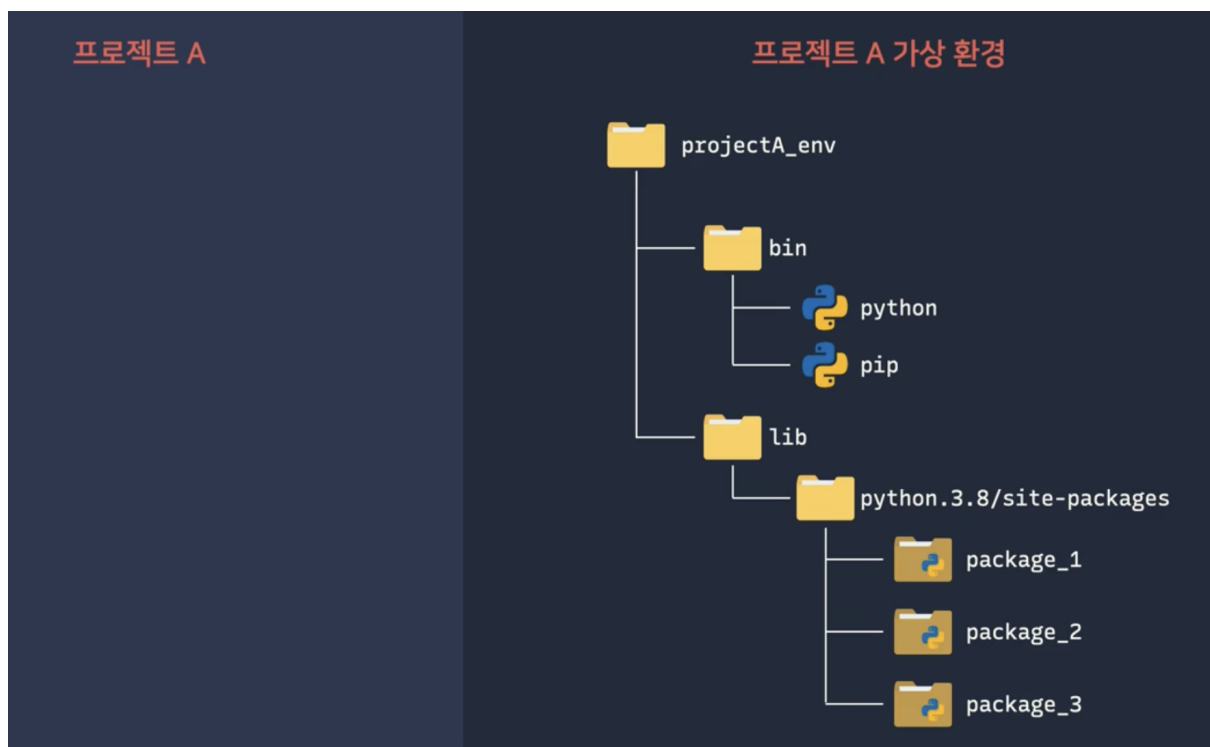 프로젝트 A
프로젝트 A 가상 환경
projectA_env
bin
python
pip
lib
python.3.8/site-packages
package_1
package_2
package_3